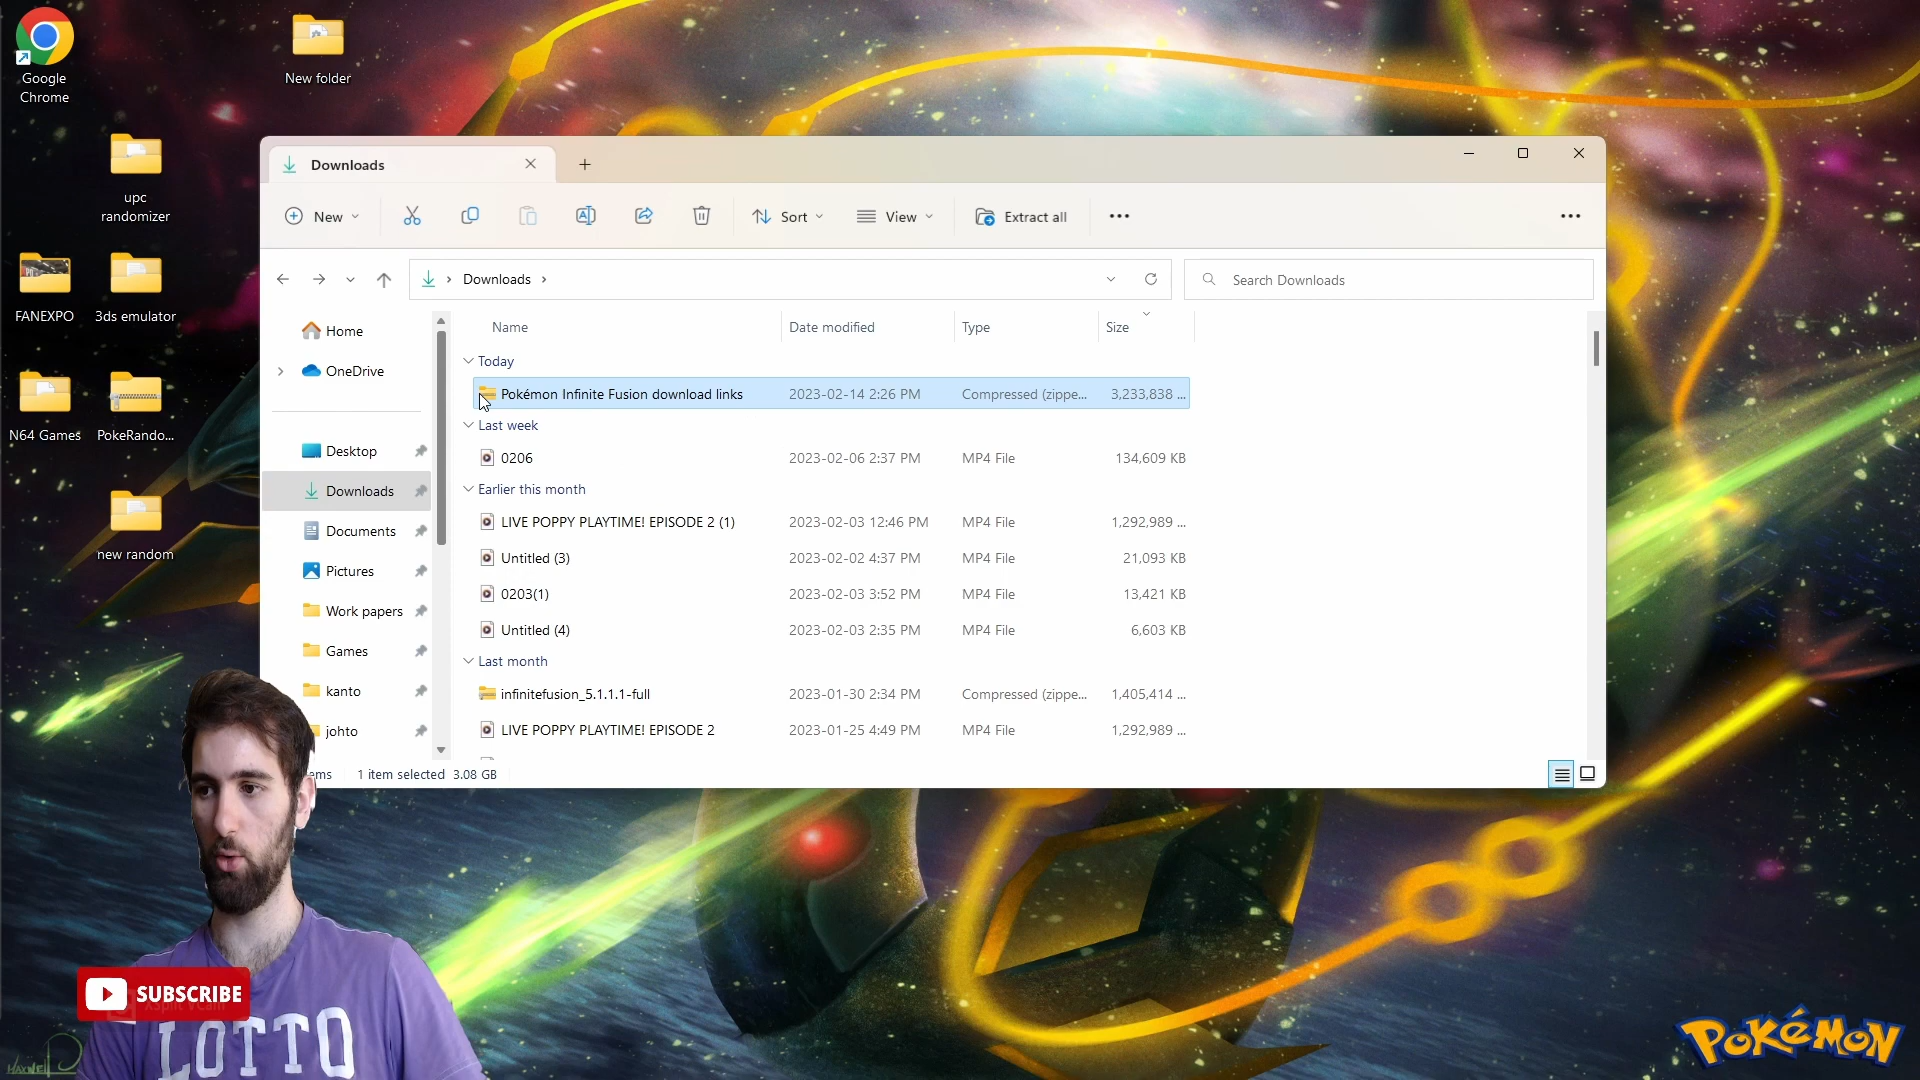 Google
Chrome
New folder
upc
randomizer
FANEXPO
3ds emulator
N64 Games
PokeRando...
new random
Downloads
New
Sort
View
Extract all
Downloads
Search Downloads
Home
OneDrive
Desktop
Downloads
Documents
Pictures
Work papers
Games
kanto
johto
Name Date modified Type Size
Today
Pokémon Infinite Fusion download links 2023-02-14 2:26 PM Compressed (zippe... 3,233,838 ...
Last week
0206 2023-02-06 2:37 PM MP4 File 134,609 KB
Earlier this month
LIVE POPPY PLAYTIME! EPISODE 2 (1) 2023-02-03 12:46 PM MP4 File 1,292,989 ...
Untitled (3) 2023-02-02 4:37 PM MP4 File 21,093 KB
0203(1) 2023-02-03 3:52 PM MP4 File 13,421 KB
Untitled (4) 2023-02-03 2:35 PM MP4 File 6,603 KB
Last month
infinitefusion_5.1.1.1-full 2023-01-30 2:34 PM Compressed (zippe... 1,405,414 ...
LIVE POPPY PLAYTIME! EPISODE 2 2023-01-25 4:49 PM MP4 File 1,292,989 ...
ems 1 item selected 3.08 GB
SUBSCRIBE
LOTTO
POKéMON